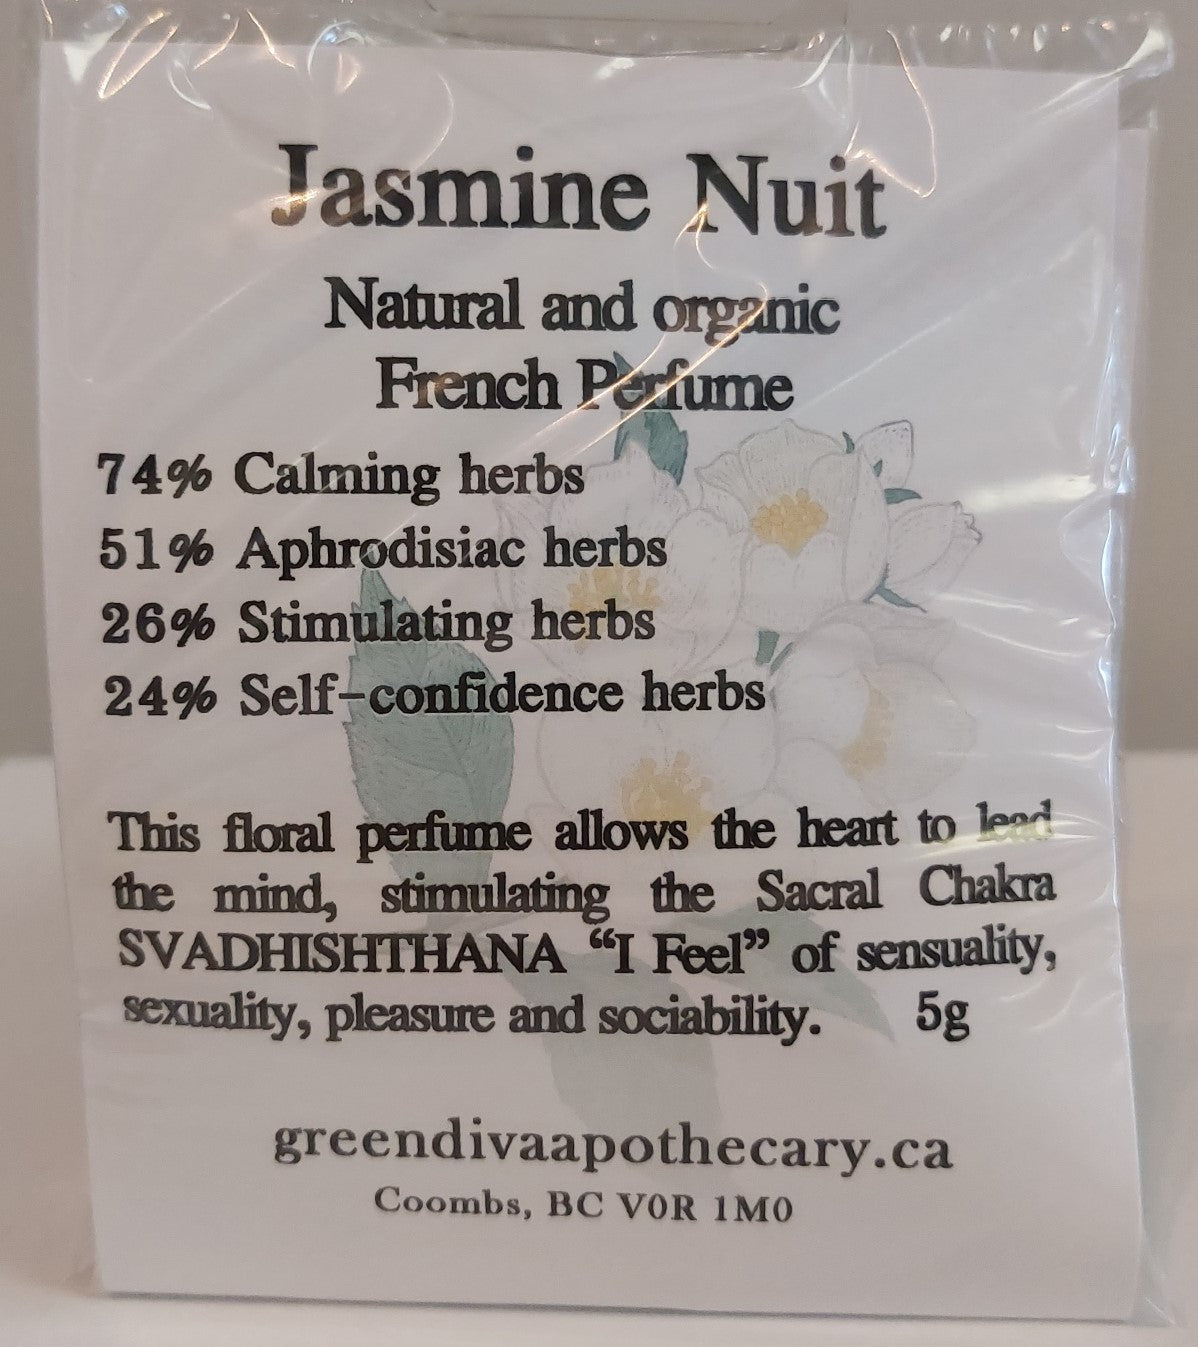 Jasmine Nuit
Natural and organic
French Perfume
74% Calming herbs
51% Aphrodisiac herbs
26% Stimulating herbs
24% Self-confidence herbs
This floral perfume allows the heart to lead
the mind, stimulating the Sacral Chakra
SVADHISHTHANA “I Feel” of sensuality,
sexuality, pleasure and sociability. 5g
greendivaapothecary.ca
Coombs, BC V0R 1M0